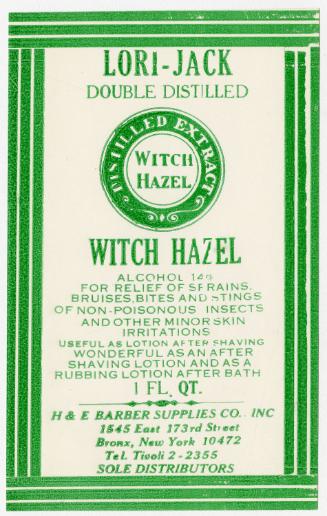 LORI-JACK
DOUBLE DISTILLED
DISTILLED EXTRACT
WITCH
HAZEL
WITCH HAZEL
ALCOHOL 14%
FOR RELIEF OF SPRAINS,
BRUISES, BITES AND STINGS
OF NON-POISONOUS INSECTS
AND OTHER MINOR SKIN
IRRITATIONS
USEFUL AS LOTION AFTER SHAVING
WONDERFUL AS AN AFTER
SHAVING LOTION AND AS A
RUBBING LOTION AFTER BATH
1 FL. QT.
H & E BARBER SUPPLIES CO., INC
1545 East 173rd Street
Bronx, New York 10472
Tel. Tivoli 2-2355
SOLE DISTRIBUTORS